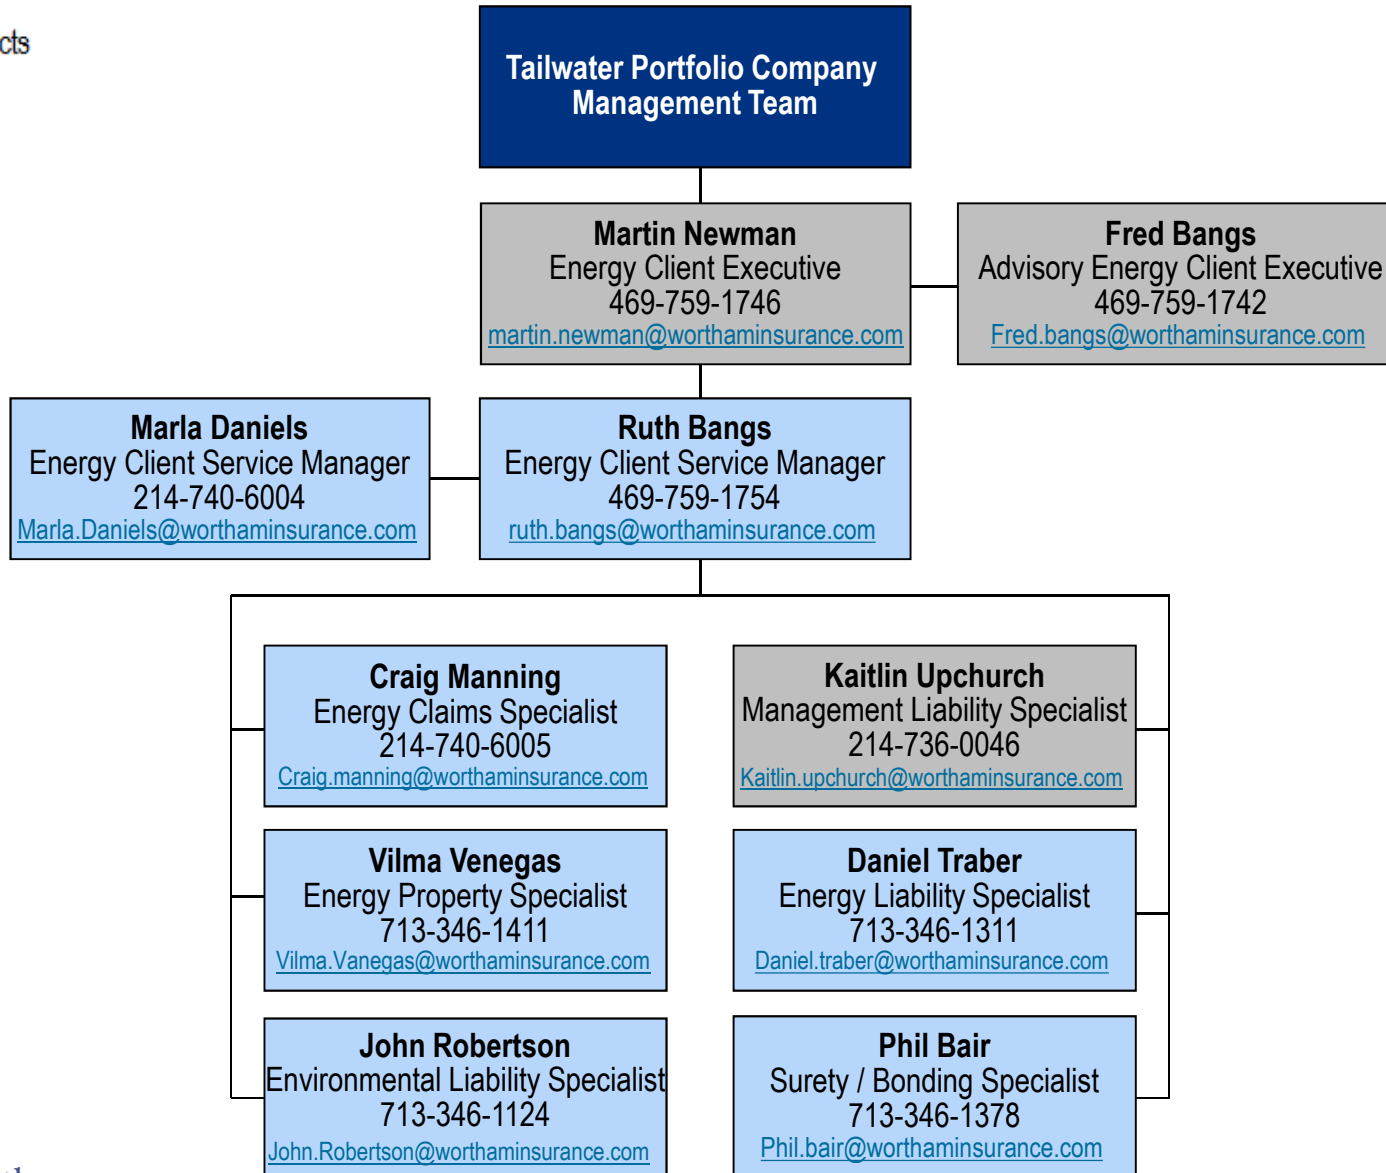 cts
Tailwater Portfolio Company
Management Team
Martin Newman
Energy Client Executive
469-759-1746
martin.newman@worthaminsurance.com
Fred Bangs
Advisory Energy Client Executive
469-759-1742
Fred.bangs@worthaminsurance.com
Marla Daniels
Energy Client Service Manager
214-740-6004
Marla.Daniels@worthaminsurance.com
Ruth Bangs
Energy Client Service Manager
469-759-1754
ruth.bangs@worthaminsurance.com
Craig Manning
Energy Claims Specialist
214-740-6005
Craig.manning@worthaminsurance.com
Kaitlin Upchurch
Management Liability Specialist
214-736-0046
Kaitlin.upchurch@worthaminsurance.com
Vilma Venegas
Energy Property Specialist
713-346-1411
Vilma.Vanegas@worthaminsurance.com
Daniel Traber
Energy Liability Specialist
713-346-1311
Daniel.traber@worthaminsurance.com
John Robertson
Environmental Liability Specialist
713-346-1124
John.Robertson@worthaminsurance.com
Phil Bair
Surety / Bonding Specialist
713-346-1378
Phil.bair@worthaminsurance.com